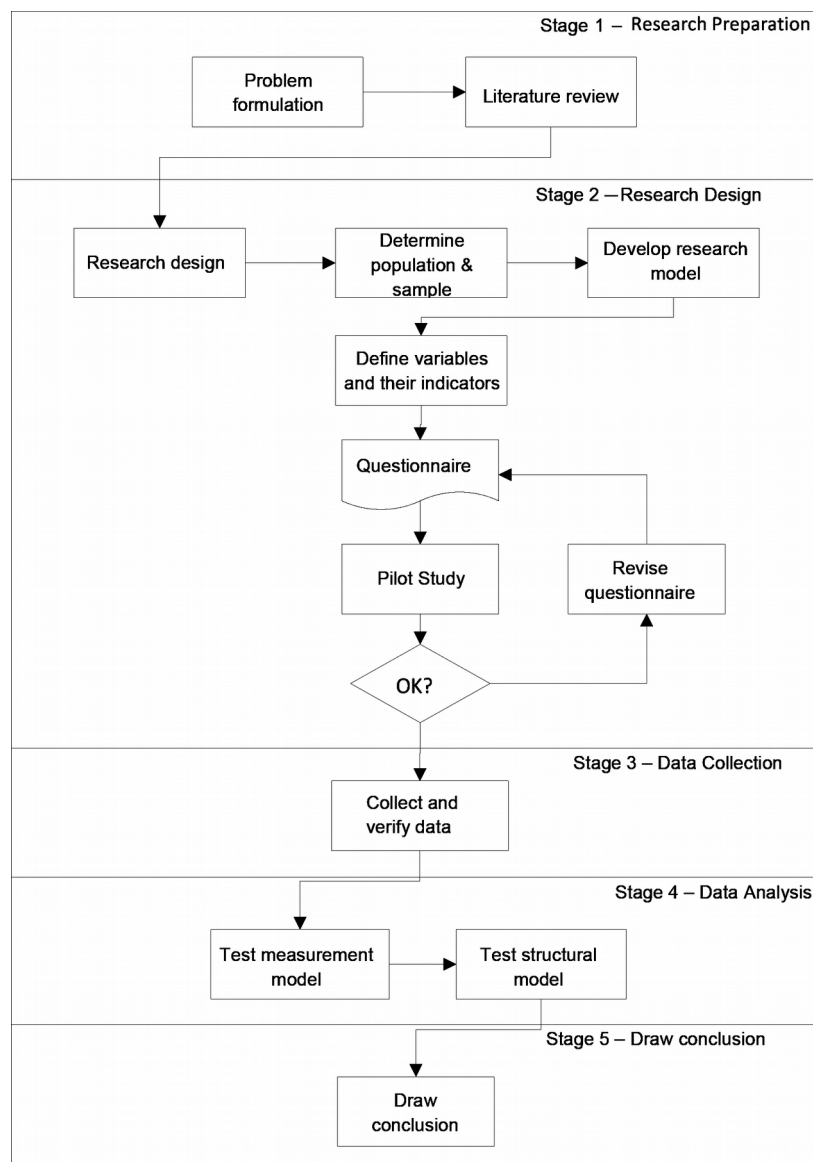 Stage 1 – Research Preparation
Problem
formulation
Literature review
Stage 2 – Research Design
Research design
Determine
population &
sample
Develop research
model
Define variables
and their indicators
Questionnaire
Pilot Study
Revise
questionnaire
OK?
Stage 3 – Data Collection
Collect and
verify data
Stage 4 – Data Analysis
Test measurement
model
Test structural
model
Stage 5 – Draw conclusion
Draw
conclusion